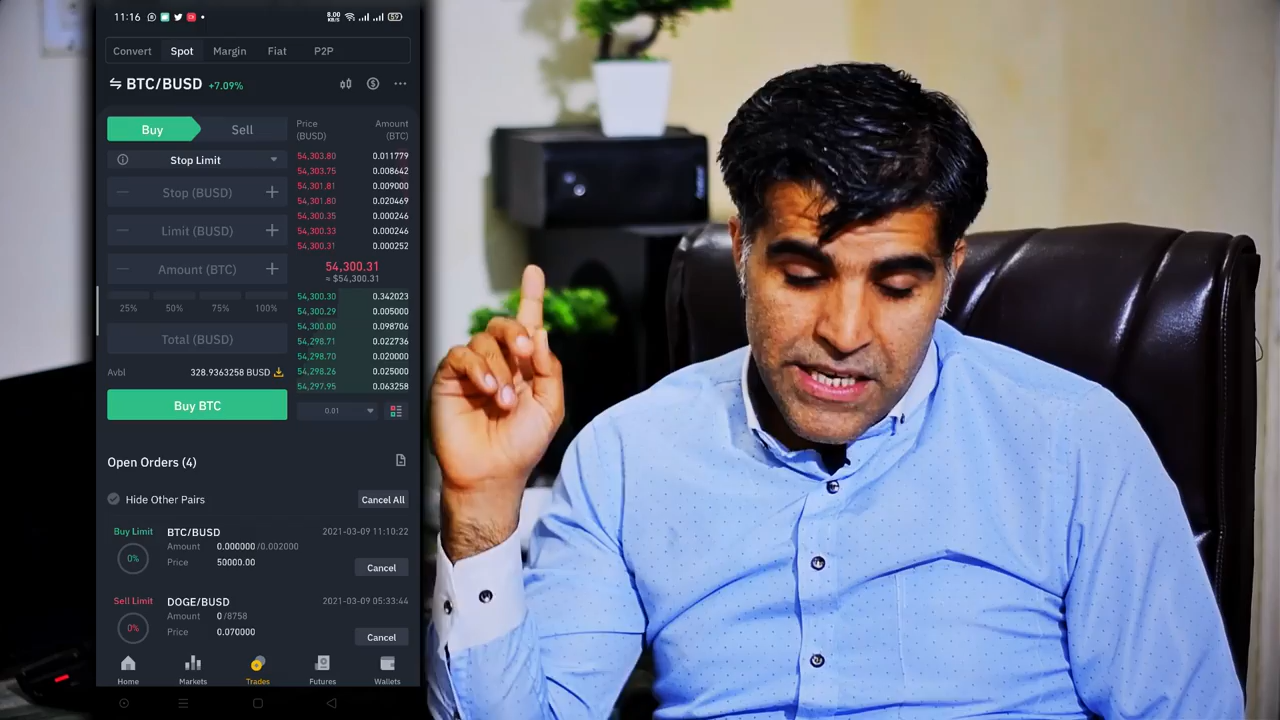 11:16
8.00 KB/S
57
Convert Spot Margin Fiat P2P
BTC/BUSD +7.09%
Buy Sell
Stop Limit
Stop (BUSD)
Limit (BUSD)
Amount (BTC)
25% 50% 75% 100%
Total (BUSD)
Avbl 328.9363258 BUSD
Buy BTC
Price (BUSD) Amount (BTC)
54,303.80 0.011779
54,303.75 0.008642
54,301.81 0.009000
54,301.80 0.020469
54,300.35 0.000246
54,300.33 0.000246
54,300.31 0.000252
54,300.31
≈ $54,300.31
54,300.30 0.342023
54,300.29 0.005000
54,300.00 0.098706
54,298.71 0.022736
54,298.70 0.020000
54,298.26 0.025000
54,297.95 0.063258
0.01
Open Orders (4)
Hide Other Pairs Cancel All
Buy Limit BTC/BUSD 2021-03-09 11:10:22
0% Amount 0.000000 /0.002000
Price 50000.00 Cancel
Sell Limit DOGE/BUSD 2021-03-09 05:33:44
0% Amount 0 /8758
Price 0.070000 Cancel
Home Markets Trades Futures Wallets